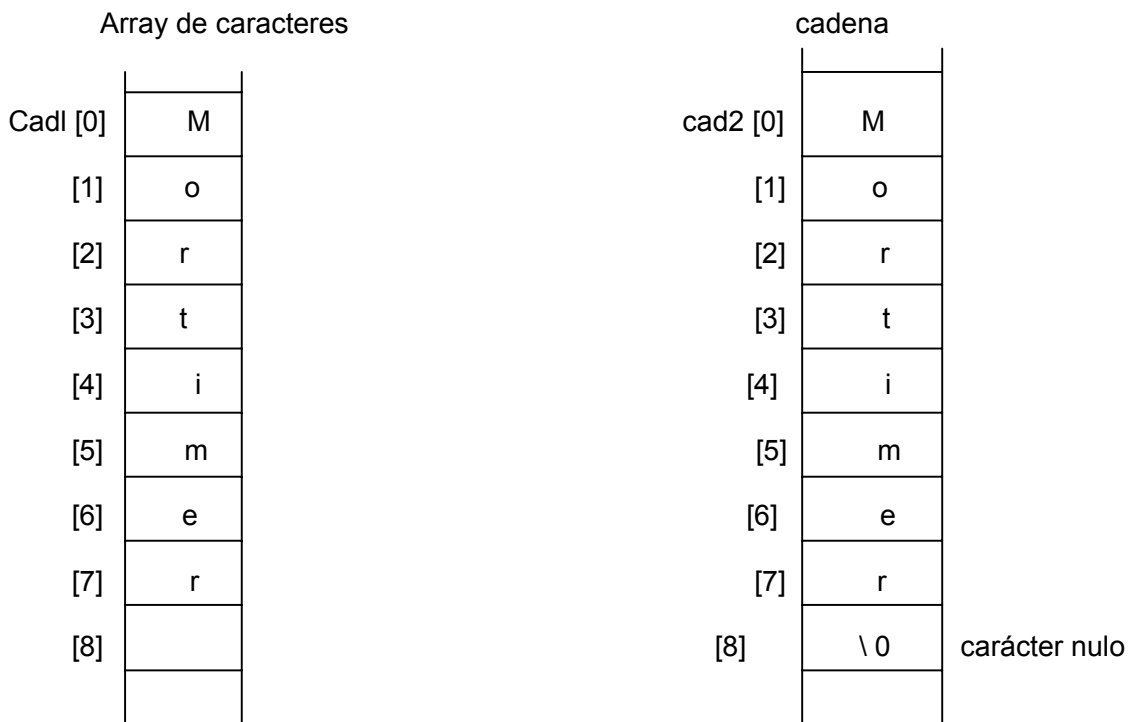 Array de caracteres cadena
Cadl [0] M cad2 [0] M
[1] o [1] o
[2] r [2] r
[3] t [3] t
[4] i [4] i
[5] m [5] m
[6] e [6] e
[7] r [7] r
[8] [8] \ 0 carácter nulo